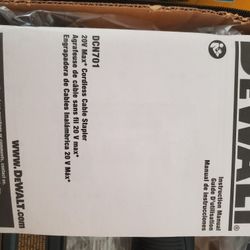 DEWALT®
Instruction Manual
Guide D'utilisation
Manual de instrucciones
DCN701
20V Max* Cordless Cable Stapler
Agrafeuse de câble sans fil 20 V max*
Engrapadora de Cables Inalámbrica 20 V Máx*
www.DEWALT.com